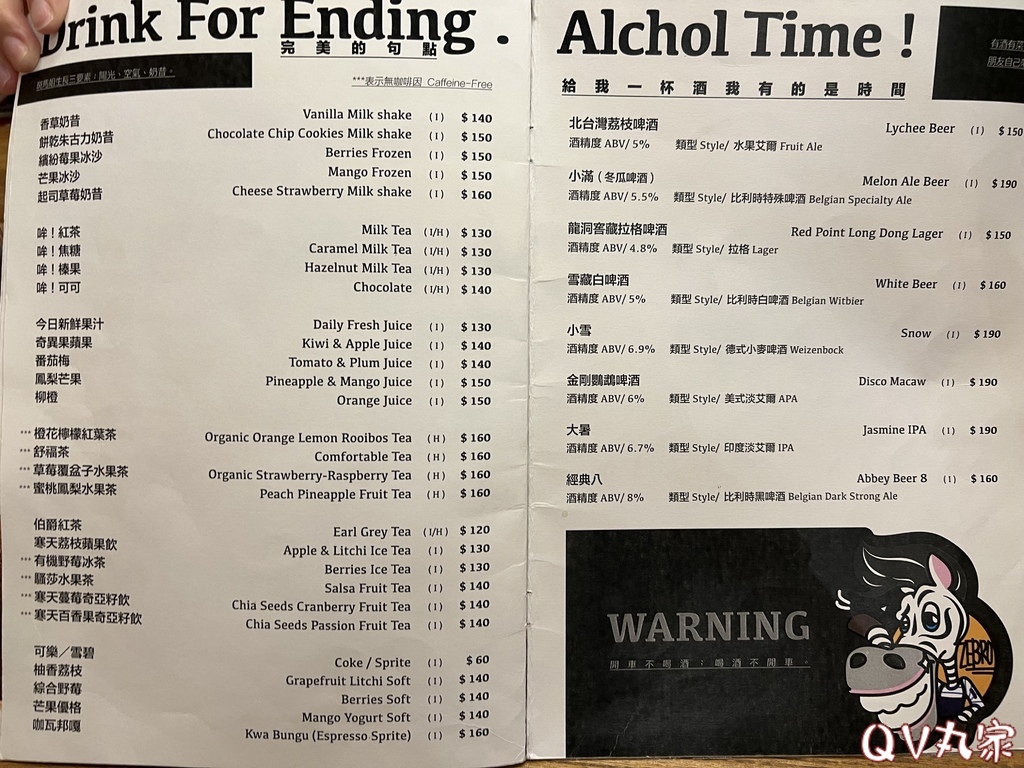 Drink For Ending .
完美的句點
斑馬祖生長三要素：陽光、空氣、奶昔。
***表示無咖啡因 Caffeine-Free
香草奶昔 Vanilla Milk shake (I) $ 140
餅乾朱古力奶昔 Chocolate Chip Cookies Milk shake (I) $ 150
繽紛莓果冰沙 Berries Frozen (I) $ 150
芒果冰沙 Mango Frozen (I) $ 150
起司草莓奶昔 Cheese Strawberry Milk shake (I) $ 160
哞！紅茶 Milk Tea (I/H) $ 130
哞！焦糖 Caramel Milk Tea (I/H) $ 130
哞！榛果 Hazelnut Milk Tea (I/H) $ 130
哞！可可 Chocolate (I/H) $ 140
今日新鮮果汁 Daily Fresh Juice (I) $ 130
奇異果蘋果 Kiwi & Apple Juice (I) $ 140
番茄梅 Tomato & Plum Juice (I) $ 140
鳳梨芒果 Pineapple & Mango Juice (I) $ 150
柳橙 Orange Juice (I) $ 150
*** 橙花檸檬紅葉茶 Organic Orange Lemon Rooibos Tea (H) $ 160
*** 舒福茶 Comfortable Tea (H) $ 160
*** 草莓覆盆子水果茶 Organic Strawberry-Raspberry Tea (H) $ 160
*** 蜜桃鳳梨水果茶 Peach Pineapple Fruit Tea (H) $ 160
伯爵紅茶 Earl Grey Tea (I/H) $ 120
寒天荔枝蘋果飲 Apple & Litchi Ice Tea (I) $ 130
*** 有機野莓冰茶 Berries Ice Tea (I) $ 130
*** 騷莎水果茶 Salsa Fruit Tea (I) $ 140
*** 寒天蔓莓奇亞籽飲 Chia Seeds Cranberry Fruit Tea (I) $ 140
*** 寒天百香果奇亞籽飲 Chia Seeds Passion Fruit Tea (I) $ 140
可樂／雪碧 Coke / Sprite (I) $ 60
柚香荔枝 Grapefruit Litchi Soft (I) $ 140
綜合野莓 Berries Soft (I) $ 140
芒果優格 Mango Yogurt Soft (I) $ 140
咖瓦邦嘎 Kwa Bungu (Espresso Sprite) (I) $ 160
Alchol Time !
給我一杯酒我有的是時間
有酒有菜
朋友自己
北台灣荔枝啤酒 Lychee Beer (I) $ 150
酒精度 ABV/ 5% 類型 Style/ 水果艾爾 Fruit Ale
小滿（冬瓜啤酒） Melon Ale Beer (I) $ 190
酒精度 ABV/ 5.5% 類型 Style/ 比利時特殊啤酒 Belgian Specialty Ale
龍洞窖藏拉格啤酒 Red Point Long Dong Lager (I) $ 150
酒精度 ABV/ 4.8% 類型 Style/ 拉格 Lager
雪藏白啤酒 White Beer (I) $ 160
酒精度 ABV/ 5% 類型 Style/ 比利時白啤酒 Belgian Witbier
小雪 Snow (I) $ 190
酒精度 ABV/ 6.9% 類型 Style/ 德式小麥啤酒 Weizenbock
金剛鸚鵡啤酒 Disco Macaw (I) $ 190
酒精度 ABV/ 6% 類型 Style/ 美式淡艾爾 APA
大暑 Jasmine IPA (I) $ 190
酒精度 ABV/ 6.7% 類型 Style/ 印度淡艾爾 IPA
經典八 Abbey Beer 8 (I) $ 160
酒精度 ABV/ 8% 類型 Style/ 比利時黑啤酒 Belgian Dark Strong Ale
WARNING
開車不喝酒；喝酒不開車。
ZEBRO
QV丸家